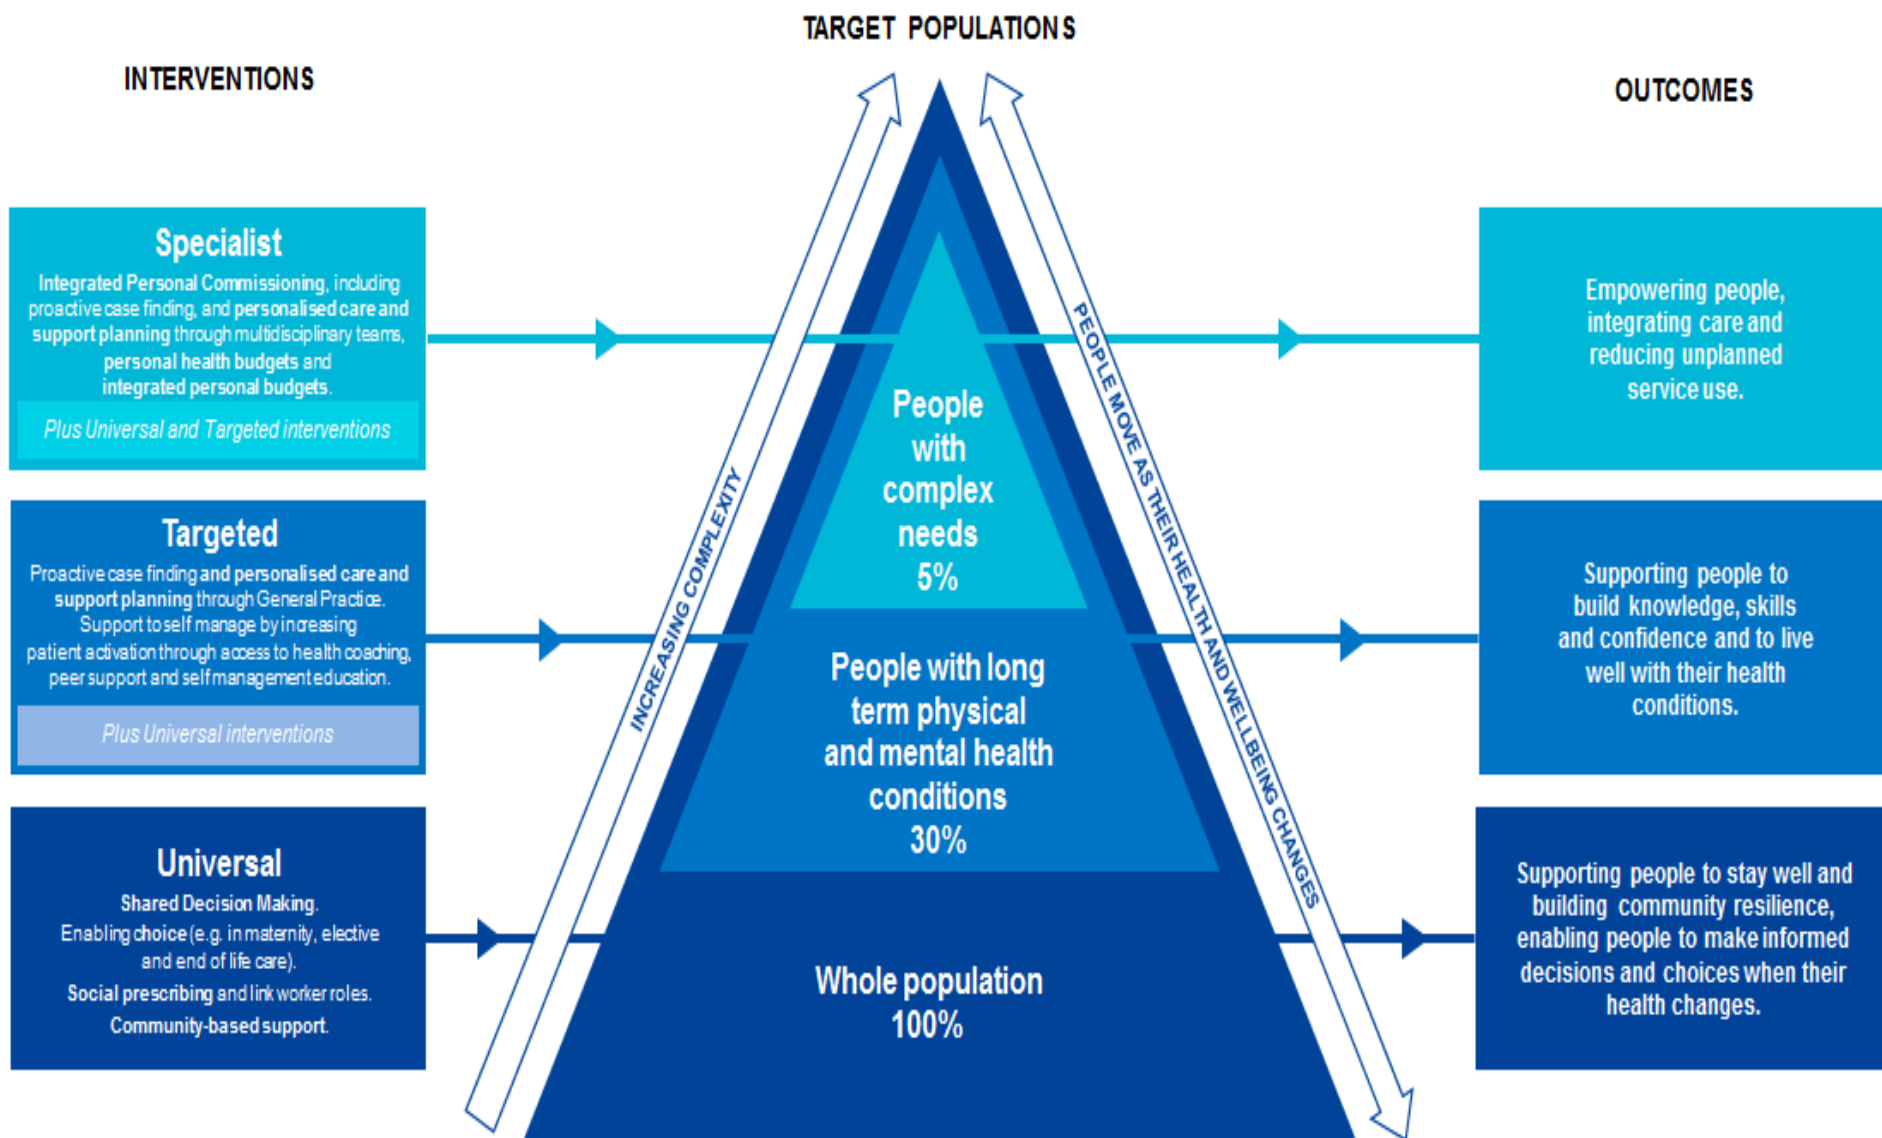 TARGET POPULATIONS
INTERVENTIONS
OUTCOMES
Specialist
Integrated Personal Commissioning, including
proactive case finding, and personalised care and
support planning through multidisciplinary teams,
personal health budgets and
integrated personal budgets.
Plus Universal and Targeted interventions
Targeted
Proactive case finding and personalised care and
support planning through General Practice.
Support to self manage by increasing
patient activation through access to health coaching,
peer support and self management education.
Plus Universal interventions
Universal
Shared Decision Making.
Enabling choice (e.g. in maternity, elective
and end of life care).
Social prescribing and link worker roles.
Community-based support.
INCREASING COMPLEXITY
People
with
complex
needs
5%
People with long
term physical
and mental health
conditions
30%
Whole population
100%
PEOPLE MOVE AS THEIR HEALTH AND WELLBEING CHANGES
Empowering people,
integrating care and
reducing unplanned
service use.
Supporting people to
build knowledge, skills
and confidence and to live
well with their health
conditions.
Supporting people to stay well and
building community resilience,
enabling people to make informed
decisions and choices when their
health changes.